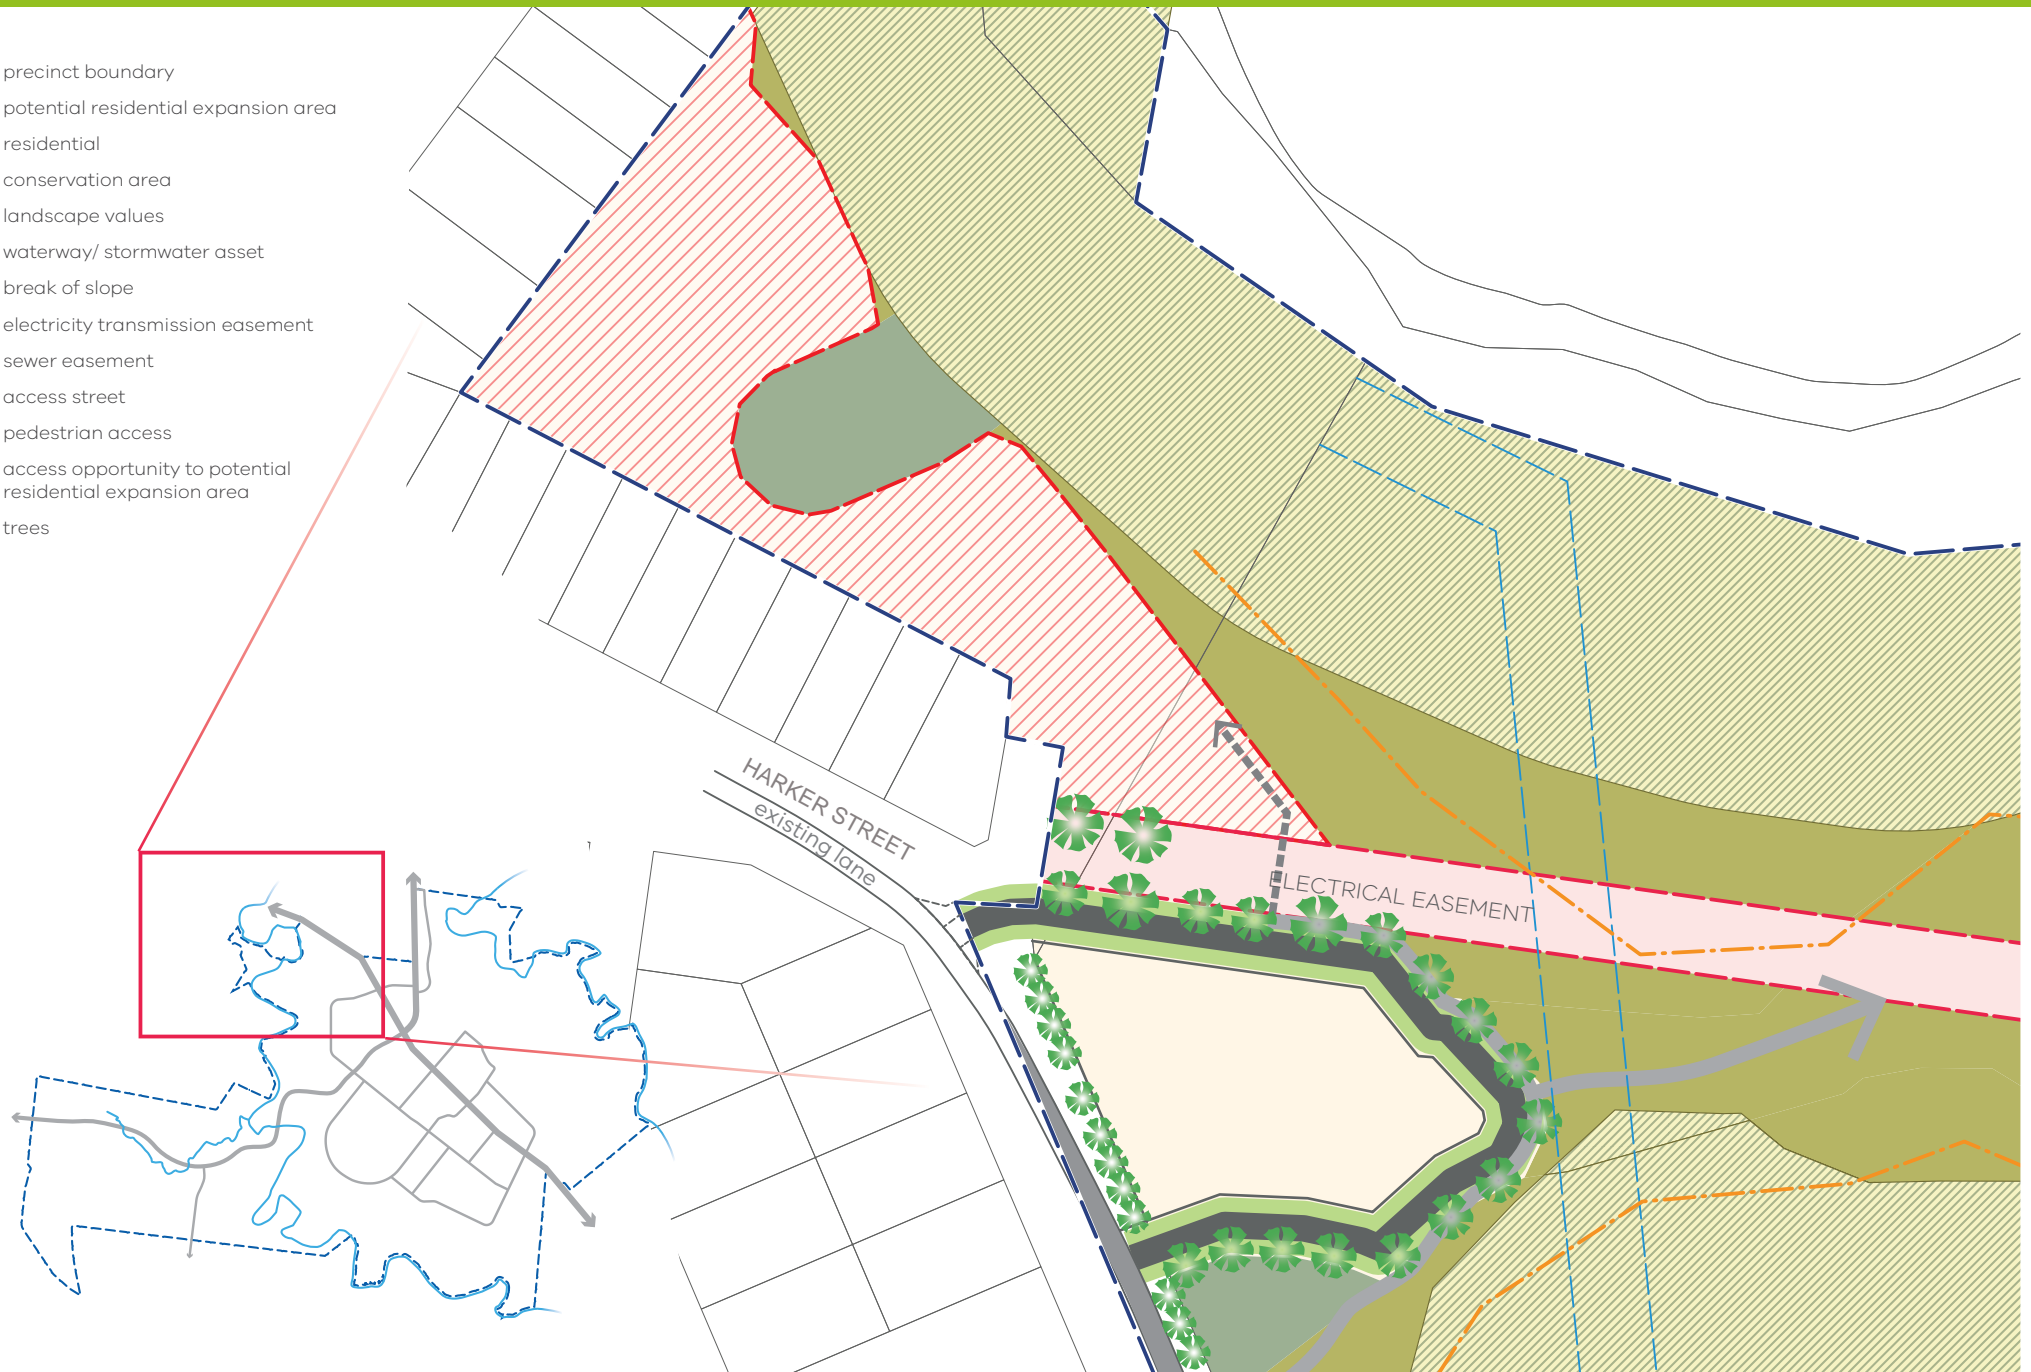 precinct boundary
potential residential expansion area
residential
conservation area
landscape values
waterway/ stormwater asset
break of slope
electricity transmission easement
sewer easement
access street
pedestrian access
access opportunity to potential
residential expansion area
trees
HARKER STREET
existing lane
ELECTRICAL EASEMENT